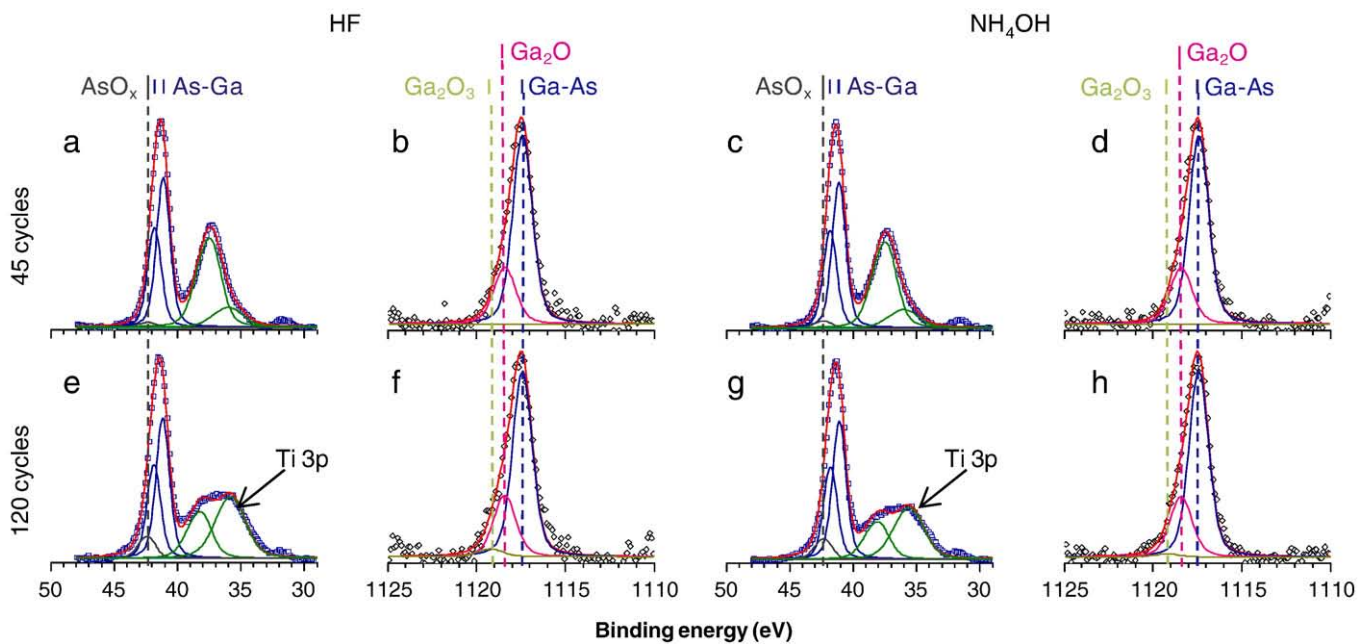 HF
NH₄OH
Ga₂O
Ga₂O
AsOₓ
As-Ga
Ga₂O₃
Ga-As
AsOₓ
As-Ga
Ga₂O₃
Ga-As
a
b
c
d
45 cycles
e
f
g
h
Ti 3p
Ti 3p
120 cycles
50 45 40 35 30
1125 1120 1115 1110
50 45 40 35 30
1125 1120 1115 1110
Binding energy (eV)